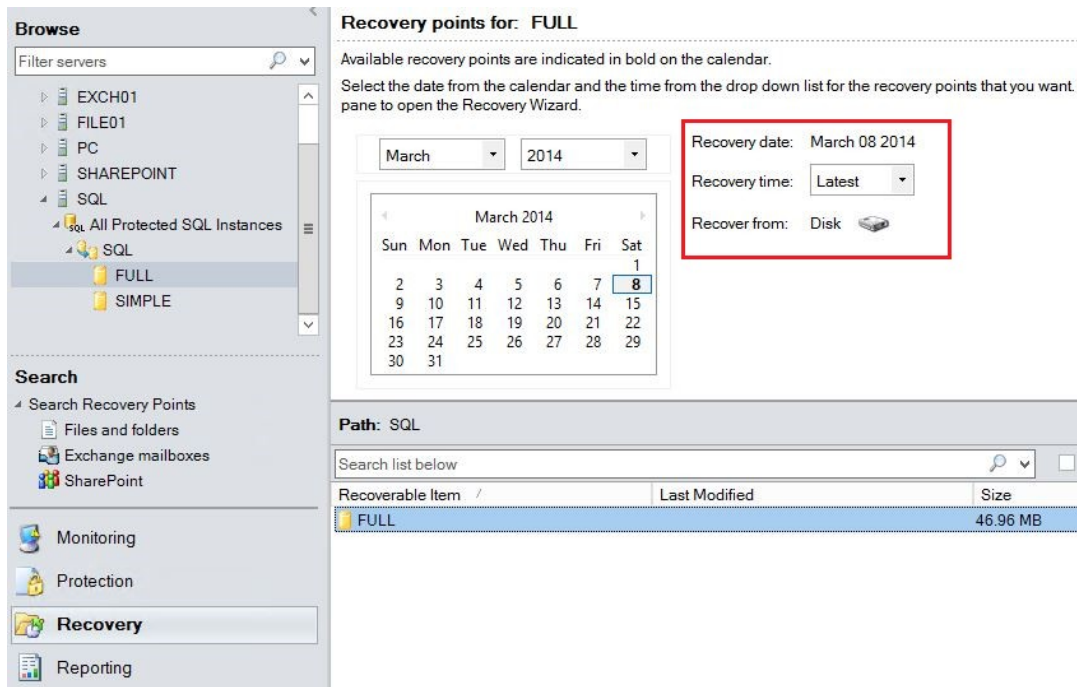 Browse
Filter servers
EXCH01
FILE01
PC
SHAREPOINT
SQL
All Protected SQL Instances
SQL
FULL
SIMPLE
Search
Search Recovery Points
Files and folders
Exchange mailboxes
SharePoint
Monitoring
Protection
Recovery
Reporting
Recovery points for: FULL
Available recovery points are indicated in bold on the calendar.
Select the date from the calendar and the time from the drop down list for the recovery points that you want.
pane to open the Recovery Wizard.
March 2014
March 2014
Sun Mon Tue Wed Thu Fri Sat
1
2 3 4 5 6 7 8
9 10 11 12 13 14 15
16 17 18 19 20 21 22
23 24 25 26 27 28 29
30 31
Recovery date: March 08 2014
Recovery time: Latest
Recover from: Disk
Path: SQL
Search list below
Recoverable Item / Last Modified Size
FULL 46.96 MB